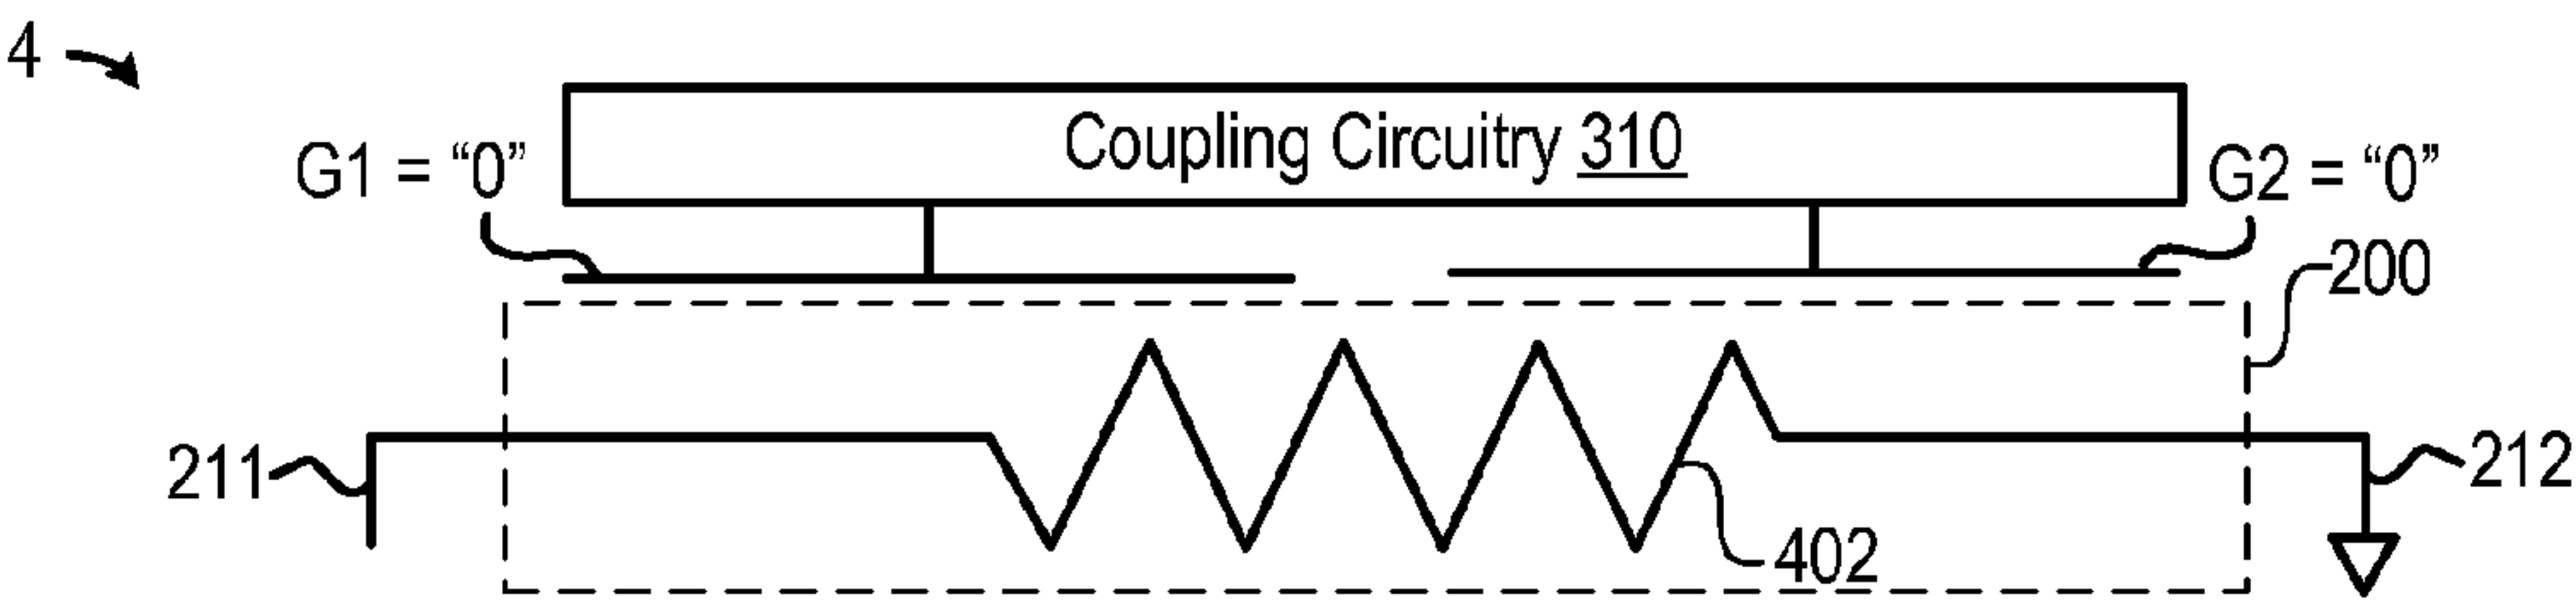 4
Coupling Circuitry 310
G1 = “0”
G2 = “0”
200
211
212
402